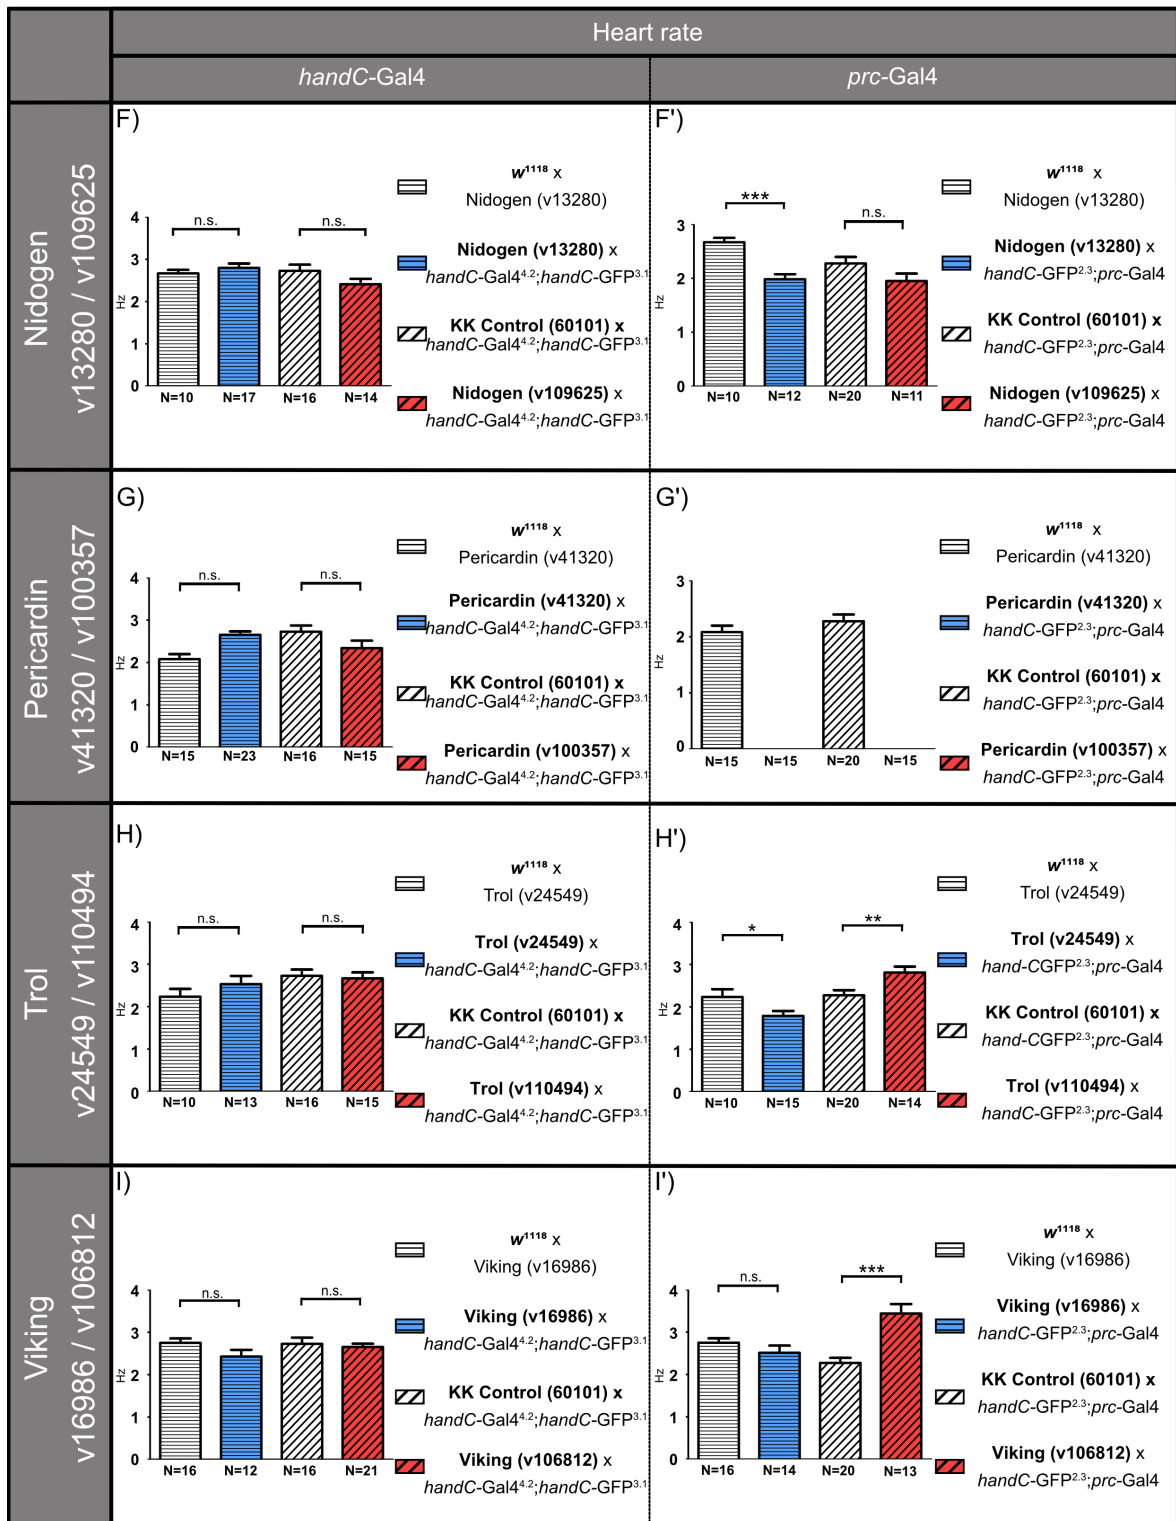 Heart rate
handC-Gal4
prc-Gal4
Nidogen
v13280 / v109625
F)
w1118 x
Nidogen (v13280)
Nidogen (v13280) x
handC-Gal44.2;handC-GFP3.1
KK Control (60101) x
handC-Gal44.2;handC-GFP3.1
Nidogen (v109625) x
handC-Gal44.2;handC-GFP3.1
4
3
2
1
0
Hz
n.s.
n.s.
N=10
N=17
N=16
N=14
F')
w1118 x
Nidogen (v13280)
Nidogen (v13280) x
handC-GFP2.3;prc-Gal4
KK Control (60101) x
handC-GFP2.3;prc-Gal4
Nidogen (v109625) x
handC-GFP2.3;prc-Gal4
3
2
1
0
Hz
***
n.s.
N=10
N=12
N=20
N=11
Pericardin
v41320 / v100357
G)
w1118 x
Pericardin (v41320)
Pericardin (v41320) x
handC-Gal44.2;handC-GFP3.1
KK Control (60101) x
handC-Gal44.2;handC-GFP3.1
Pericardin (v100357) x
handC-Gal44.2;handC-GFP3.1
4
3
2
1
0
Hz
n.s.
n.s.
N=15
N=23
N=16
N=15
G')
w1118 x
Pericardin (v41320)
Pericardin (v41320) x
handC-GFP2.3;prc-Gal4
KK Control (60101) x
handC-GFP2.3;prc-Gal4
Pericardin (v100357) x
handC-GFP2.3;prc-Gal4
3
2
1
0
Hz
N=15
N=15
N=20
N=15
Trol
v24549 / v110494
H)
w1118 x
Trol (v24549)
Trol (v24549) x
handC-Gal44.2;handC-GFP3.1
KK Control (60101) x
handC-Gal44.2;handC-GFP3.1
Trol (v110494) x
handC-Gal44.2;handC-GFP3.1
4
3
2
1
0
Hz
n.s.
n.s.
N=10
N=13
N=16
N=15
H')
w1118 x
Trol (v24549)
Trol (v24549) x
hand-CGFP2.3;prc-Gal4
KK Control (60101) x
hand-CGFP2.3;prc-Gal4
Trol (v110494) x
handC-GFP2.3;prc-Gal4
4
3
2
1
0
Hz
*
**
N=10
N=15
N=20
N=14
Viking
v16986 / v106812
I)
w1118 x
Viking (v16986)
Viking (v16986) x
handC-Gal44.2;handC-GFP3.1
KK Control (60101) x
handC-Gal44.2;handC-GFP3.1
Viking (v106812) x
handC-Gal44.2;handC-GFP3.1
4
3
2
1
0
Hz
n.s.
n.s.
N=16
N=12
N=16
N=21
I')
w1118 x
Viking (v16986)
Viking (v16986) x
handC-GFP2.3;prc-Gal4
KK Control (60101) x
handC-GFP2.3;prc-Gal4
Viking (v106812) x
handC-GFP2.3;prc-Gal4
4
3
2
1
0
Hz
n.s.
***
N=16
N=14
N=20
N=13